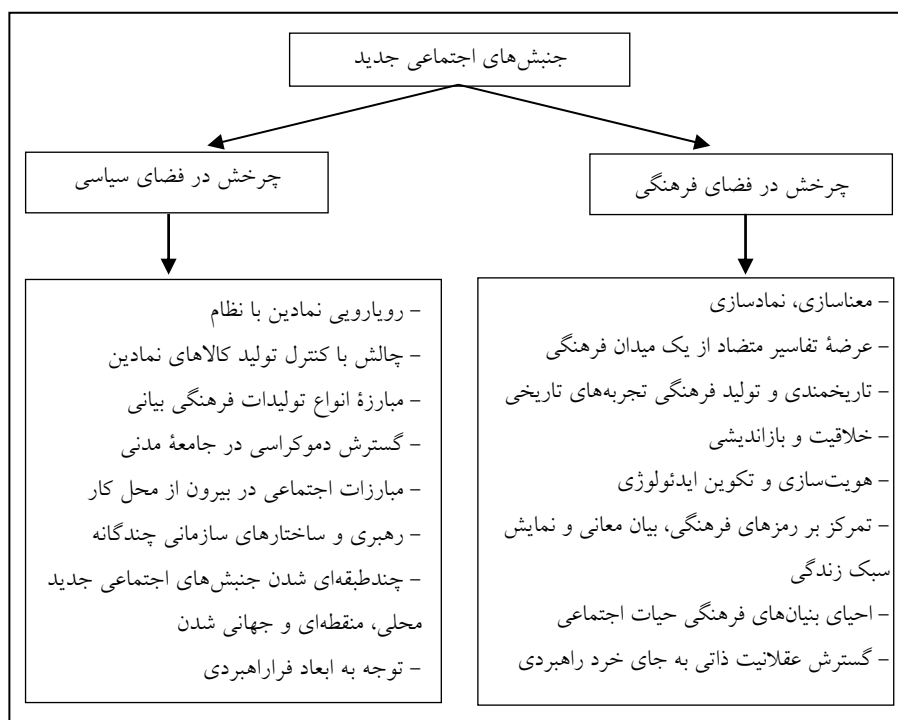 جنبش‌های اجتماعی جدید
چرخش در فضای فرهنگی
چرخش در فضای سیاسی
– معناسازی، نمادسازی
– عرضهٔ تفاسیر متضاد از یک میدان فرهنگی
– تاریخمندی و تولید فرهنگی تجربه‌های تاریخی
– خلاقیت و بازاندیشی
– هویت‌سازی و تکوین ایدئولوژی
– تمرکز بر رمزهای فرهنگی، بیان معانی و نمایش
سبک زندگی
– احیای بنیان‌های فرهنگی حیات اجتماعی
– گسترش عقلانیت ذاتی به جای خرد راهبردی
– رویارویی نمادین با نظام
– چالش با کنترل تولید کالاهای نمادین
– مبارزهٔ انواع تولیدات فرهنگی بیانی
– گسترش دموکراسی در جامعهٔ مدنی
– مبارزات اجتماعی در بیرون از محل کار
– رهبری و ساختارهای سازمانی چندگانه
– چندطبقه‌ای شدن جنبش‌های اجتماعی جدید
محلی، منقطه‌ای و جهانی شدن
– توجه به ابعاد فراراهبردی